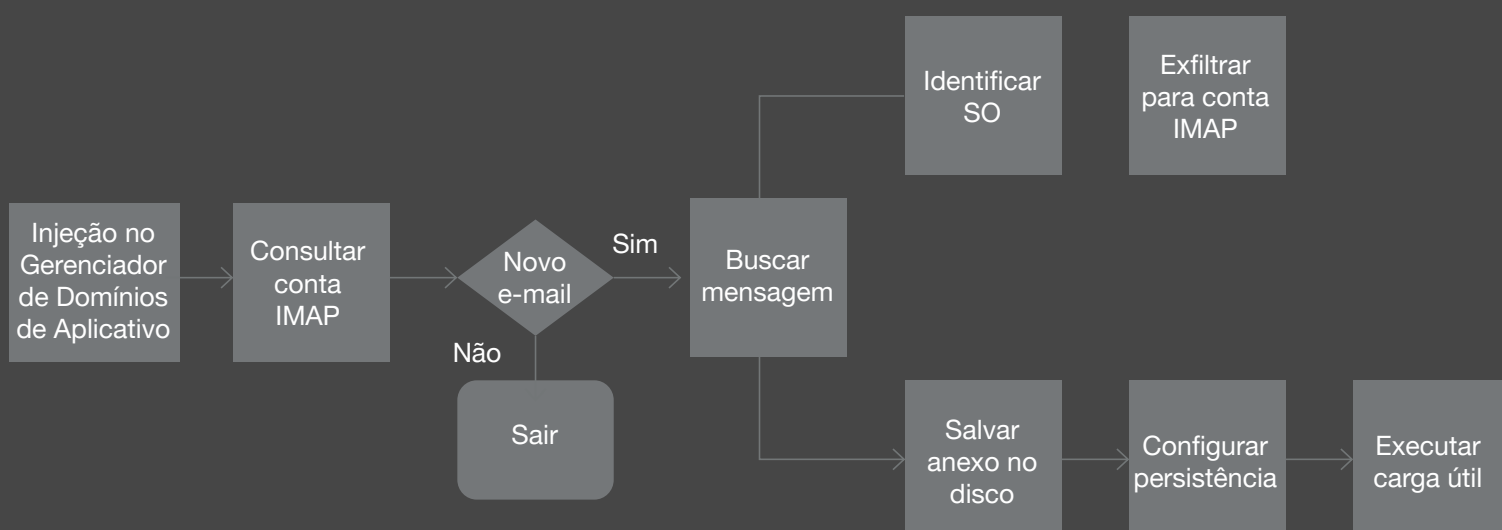 Injeção no
Gerenciador
de Domínios
de Aplicativo
Consultar
conta
IMAP
Novo
e-mail
Sim
Não
Sair
Buscar
mensagem
Identificar
SO
Exfiltrar
para conta
IMAP
Salvar
anexo no
disco
Configurar
persistência
Executar
carga útil